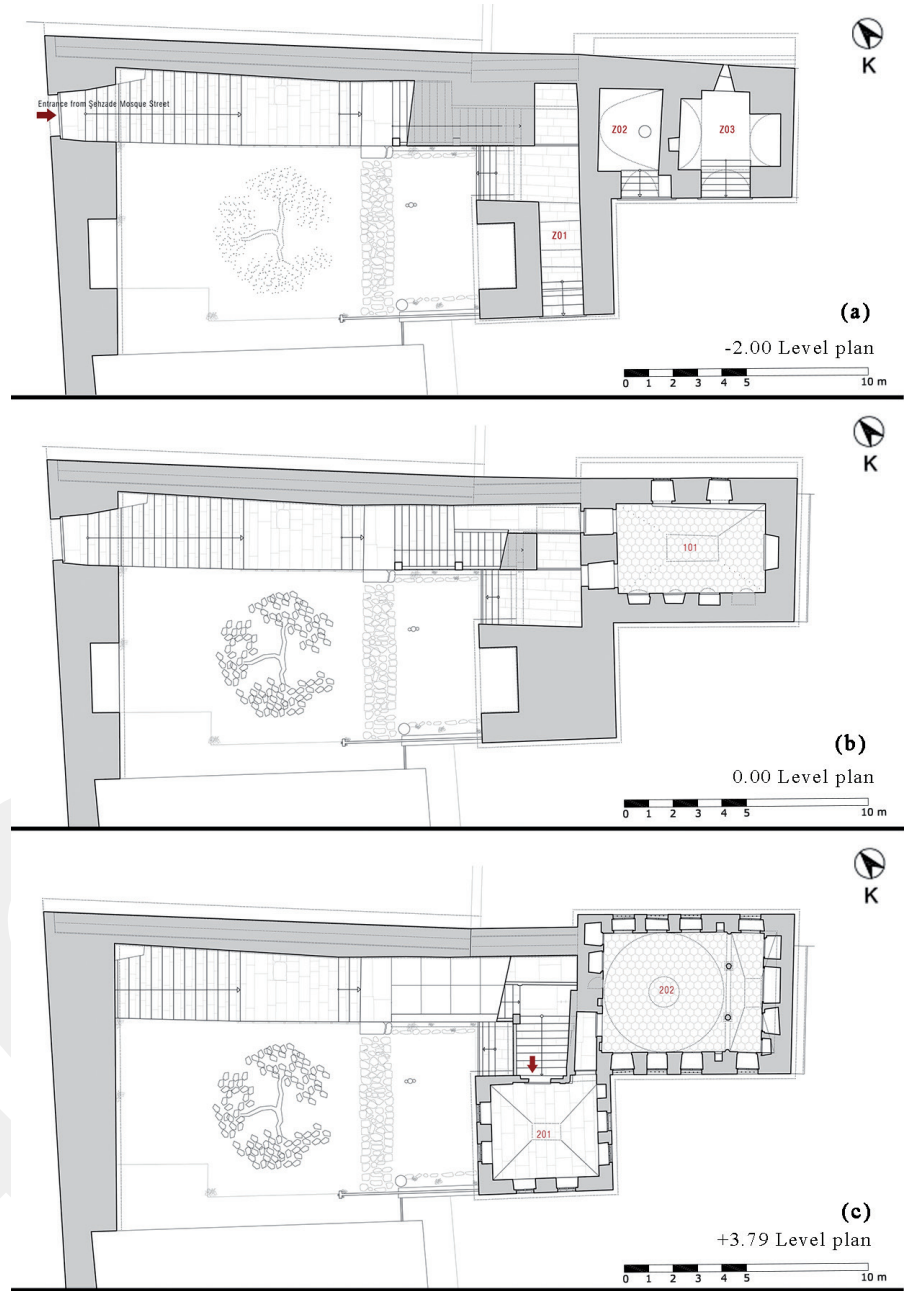 K
Entrance from Şehzade Mosque Street
Z02
Z03
Z01
(a)
-2.00 Level plan
0 1 2 3 4 5 10 m
K
101
(b)
0.00 Level plan
0 1 2 3 4 5 10 m
K
202
201
(c)
+3.79 Level plan
0 1 2 3 4 5 10 m